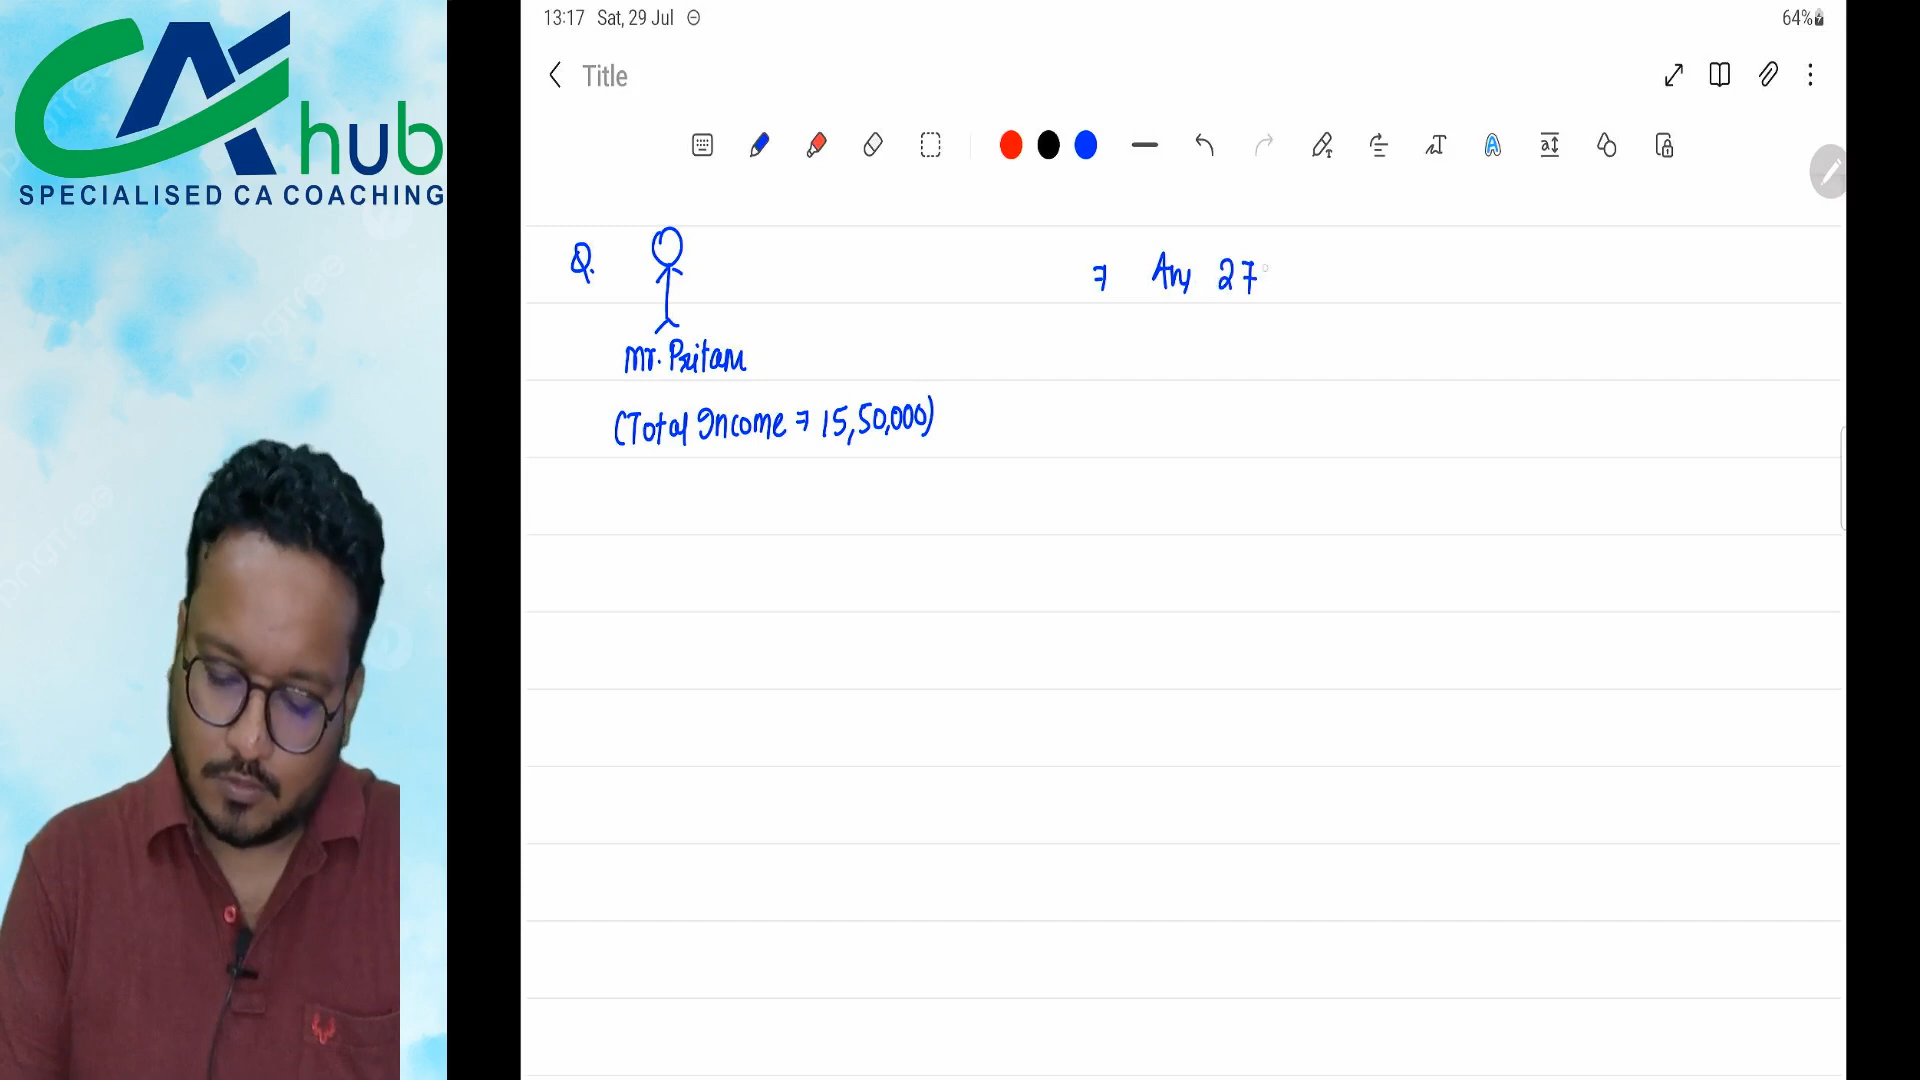 CA hub
SPECIALISED CA COACHING
13:17 Sat, 29 Jul
64%
Title
Q.
⇒ Any 27
Mr. Pritam
(Total Income ⇒ 15,50,000)